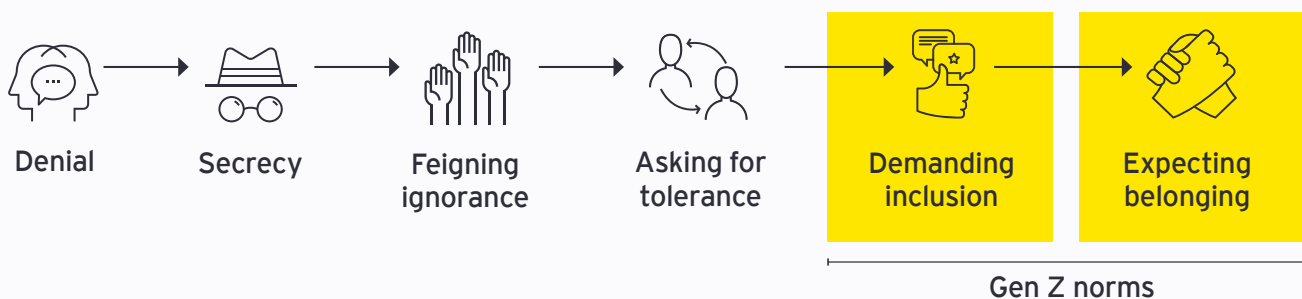 Denial
Secrecy
Feigning
ignorance
Asking for
tolerance
Demanding
inclusion
Expecting
belonging
Gen Z norms